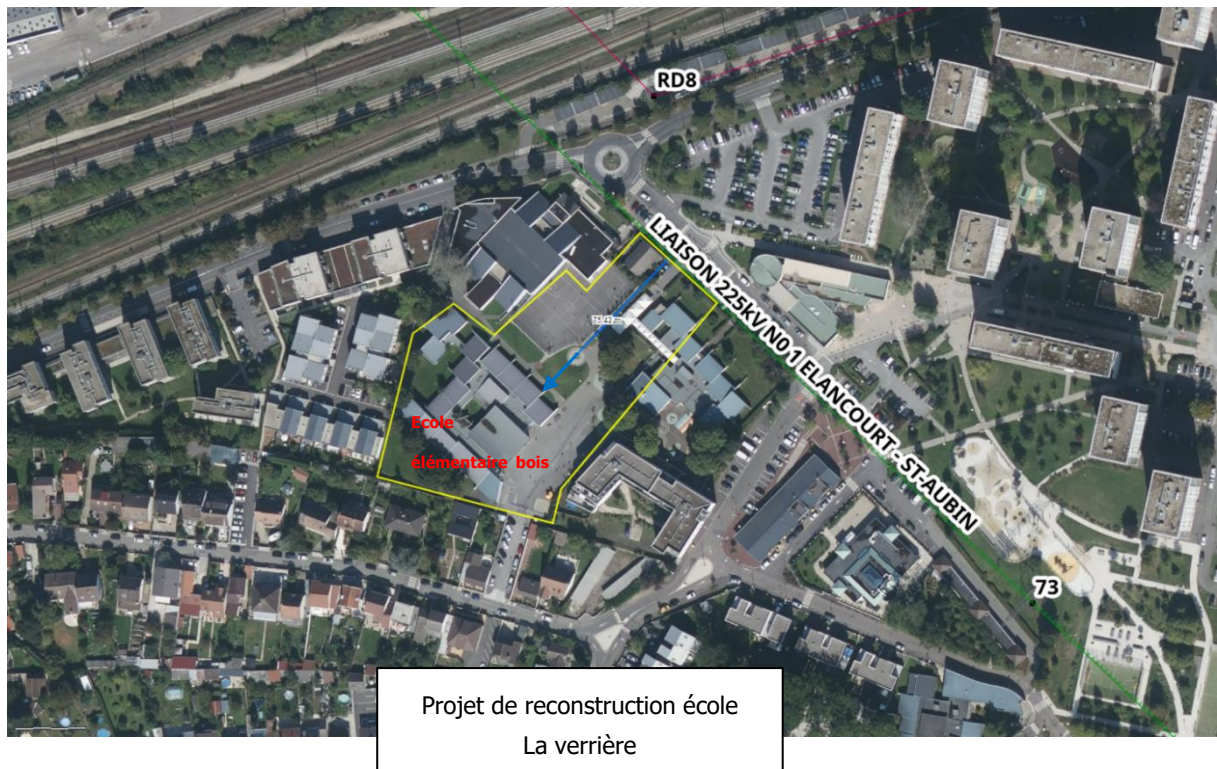 RD8
LIAISON 225kV N0 1 ELANCOURT - ST-AUBIN
Ecole
élémentaire bois
73
Projet de reconstruction école
La verrière